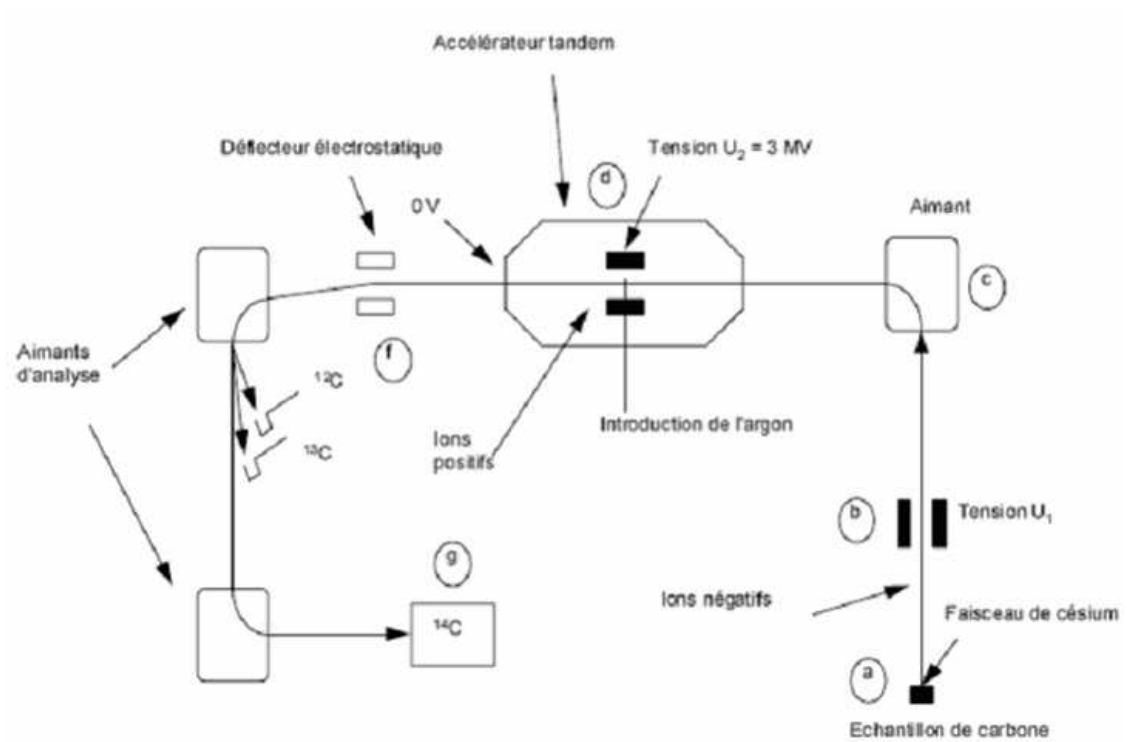 Accélérateur tandem
Déflecteur électrostatique
Tension U₂ = 3 MV
d
0 V
Aimant
c
f
Aimants
d'analyse
¹²C
¹³C
Ions
positifs
Introduction de l'argon
b
Tension U₁
g
Ions négatifs
¹⁴C
Faisceau de césium
a
Echantillon de carbone